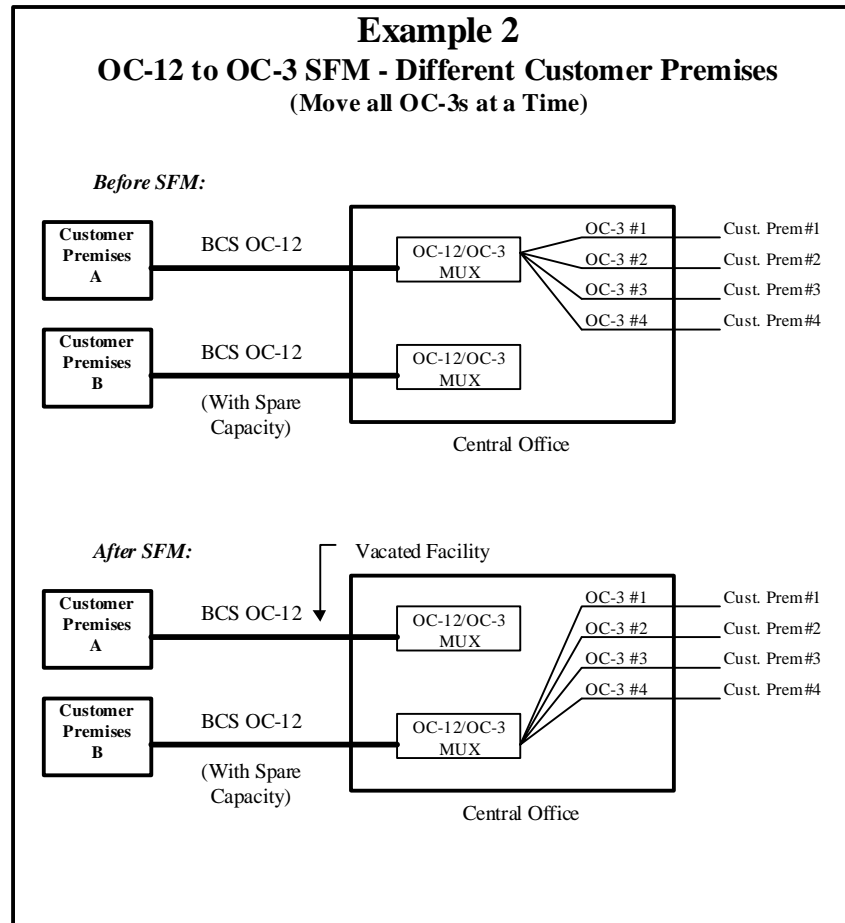 Example 2
OC-12 to OC-3 SFM - Different Customer Premises
(Move all OC-3s at a Time)
Before SFM:
Customer
Premises
A
BCS OC-12
OC-12/OC-3
MUX
OC-3 #1
Cust. Prem#1
OC-3 #2
Cust. Prem#2
OC-3 #3
Cust. Prem#3
OC-3 #4
Cust. Prem#4
Customer
Premises
B
BCS OC-12
(With Spare
Capacity)
OC-12/OC-3
MUX
Central Office
After SFM:
Vacated Facility
Customer
Premises
A
BCS OC-12
OC-12/OC-3
MUX
OC-3 #1
Cust. Prem#1
OC-3 #2
Cust. Prem#2
OC-3 #3
Cust. Prem#3
OC-3 #4
Cust. Prem#4
Customer
Premises
B
BCS OC-12
(With Spare
Capacity)
OC-12/OC-3
MUX
Central Office